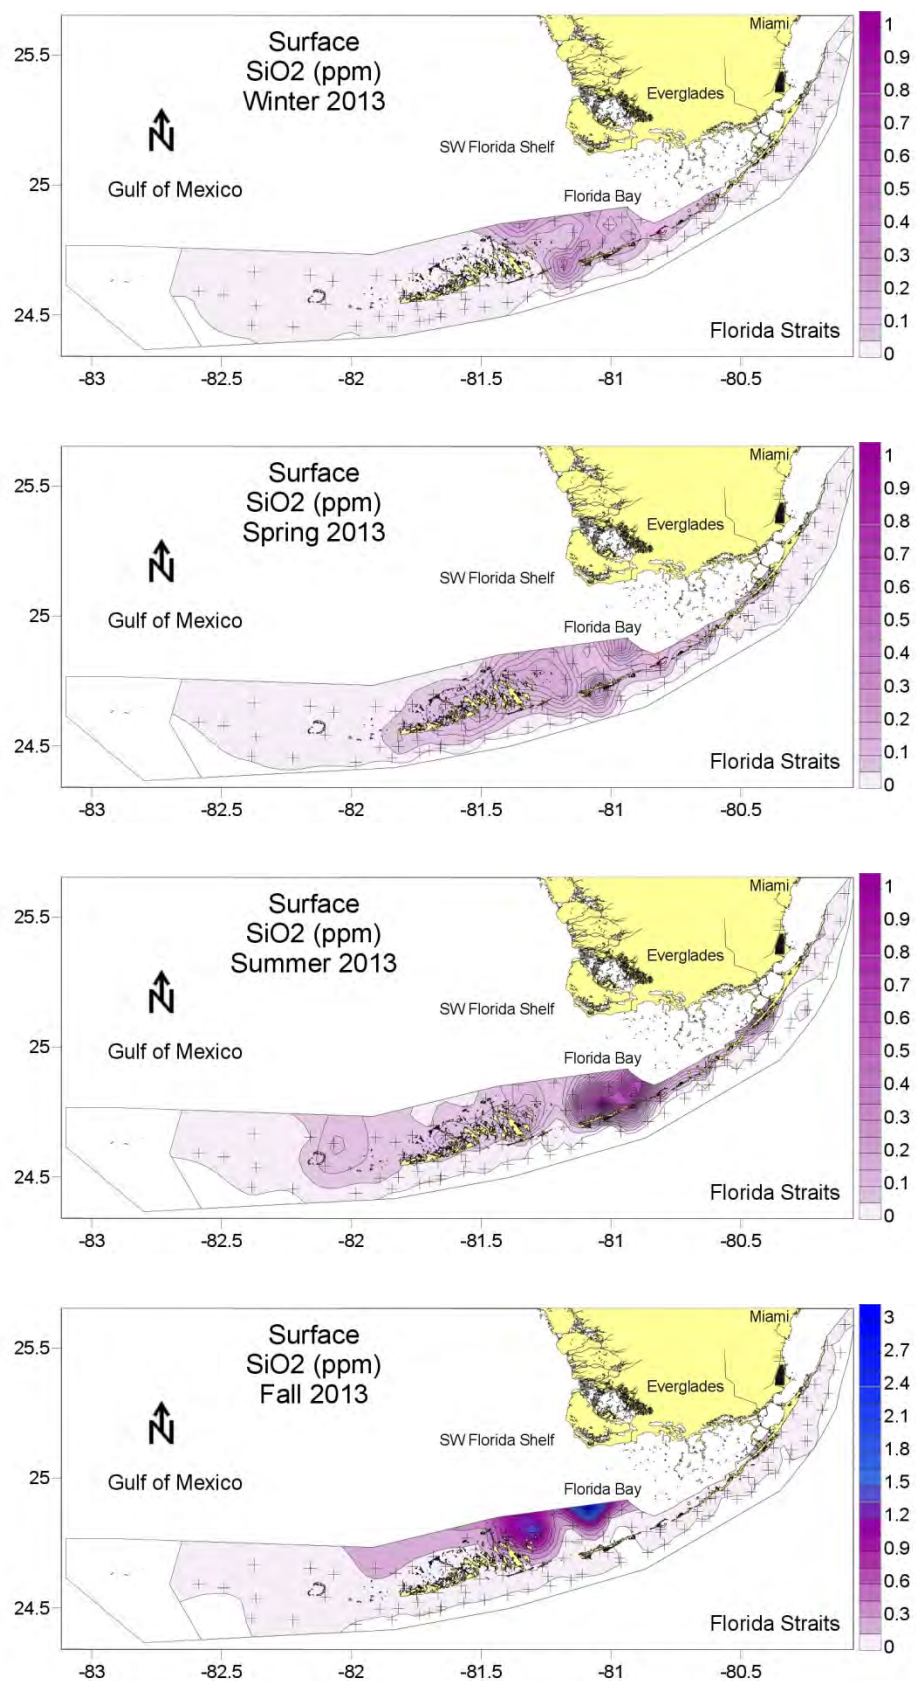 Surface
SiO2 (ppm)
Winter 2013
N
Gulf of Mexico
SW Florida Shelf
Everglades
Miami
Florida Bay
Florida Straits
25.5
25
24.5
-83
-82.5
-82
-81.5
-81
-80.5
1
0.9
0.8
0.7
0.6
0.5
0.4
0.3
0.2
0.1
0
Surface
SiO2 (ppm)
Spring 2013
N
Gulf of Mexico
SW Florida Shelf
Everglades
Miami
Florida Bay
Florida Straits
25.5
25
24.5
-83
-82.5
-82
-81.5
-81
-80.5
1
0.9
0.8
0.7
0.6
0.5
0.4
0.3
0.2
0.1
0
Surface
SiO2 (ppm)
Summer 2013
N
Gulf of Mexico
SW Florida Shelf
Everglades
Miami
Florida Bay
Florida Straits
25.5
25
24.5
-83
-82.5
-82
-81.5
-81
-80.5
1
0.9
0.8
0.7
0.6
0.5
0.4
0.3
0.2
0.1
0
Surface
SiO2 (ppm)
Fall 2013
N
Gulf of Mexico
SW Florida Shelf
Everglades
Miami
Florida Bay
Florida Straits
25.5
25
24.5
-83
-82.5
-82
-81.5
-81
-80.5
3
2.7
2.4
2.1
1.8
1.5
1.2
0.9
0.6
0.3
0